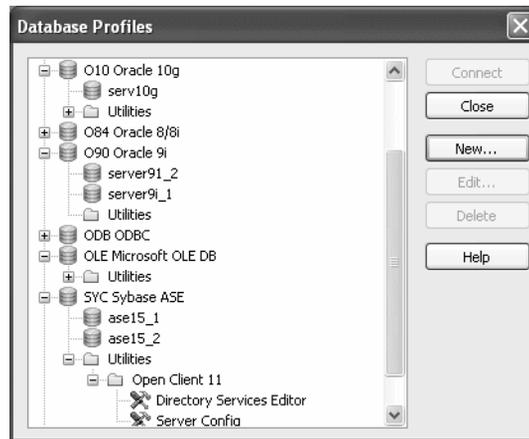 Database Profiles
O10 Oracle 10g
serv10g
Utilities
O84 Oracle 8/8i
O90 Oracle 9i
server91_2
server9i_1
Utilities
ODB ODBC
OLE Microsoft OLE DB
Utilities
SYC Sybase ASE
ase15_1
ase15_2
Utilities
Open Client 11
Directory Services Editor
Server Config
Connect
Close
New...
Edit...
Delete
Help